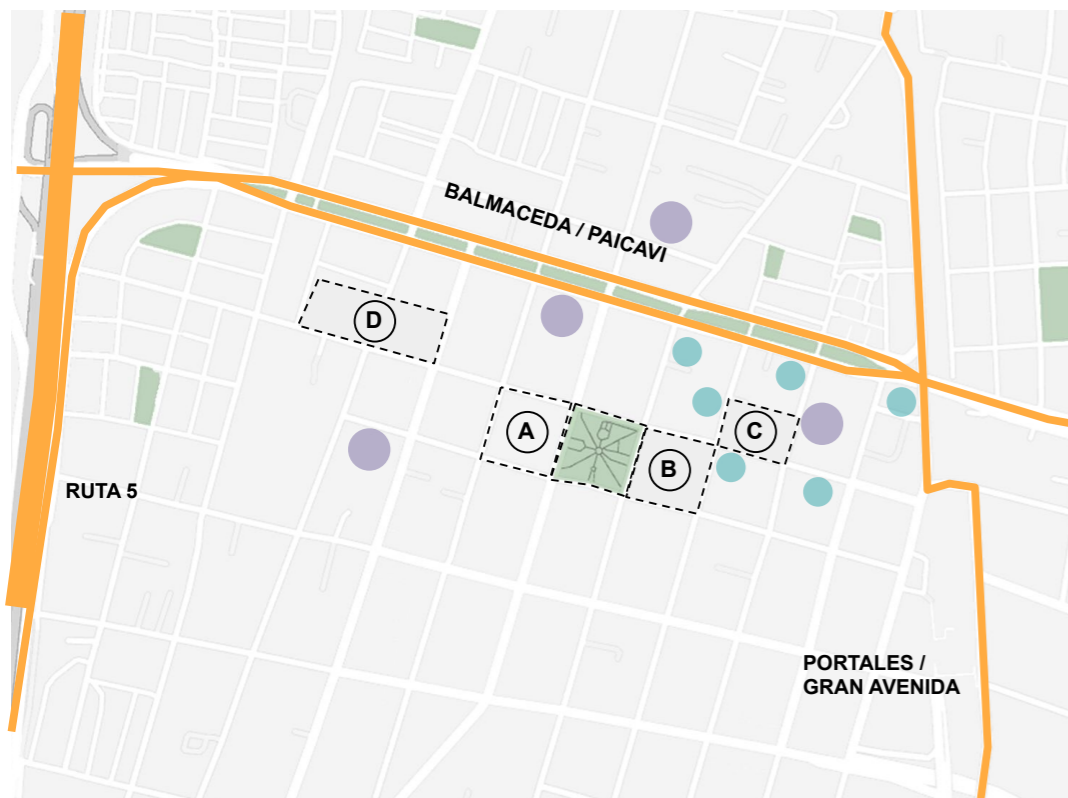 BALMACEDA / PAICAVI
D
A
C
B
RUTA 5
PORTALES /
GRAN AVENIDA